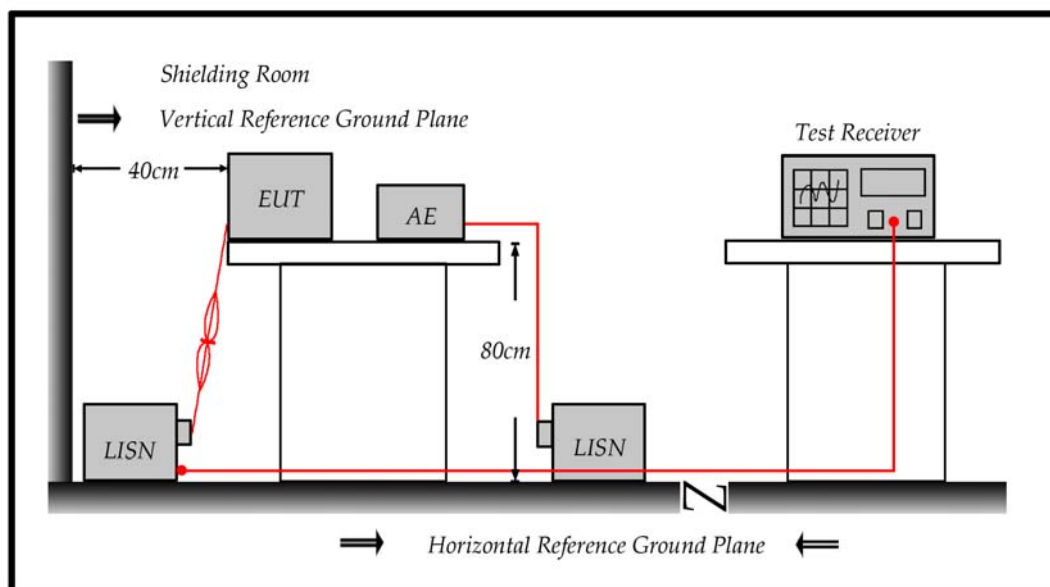 Shielding Room
Vertical Reference Ground Plane
Test Receiver
40cm
EUT
AE
80cm
LISN
LISN
Horizontal Reference Ground Plane